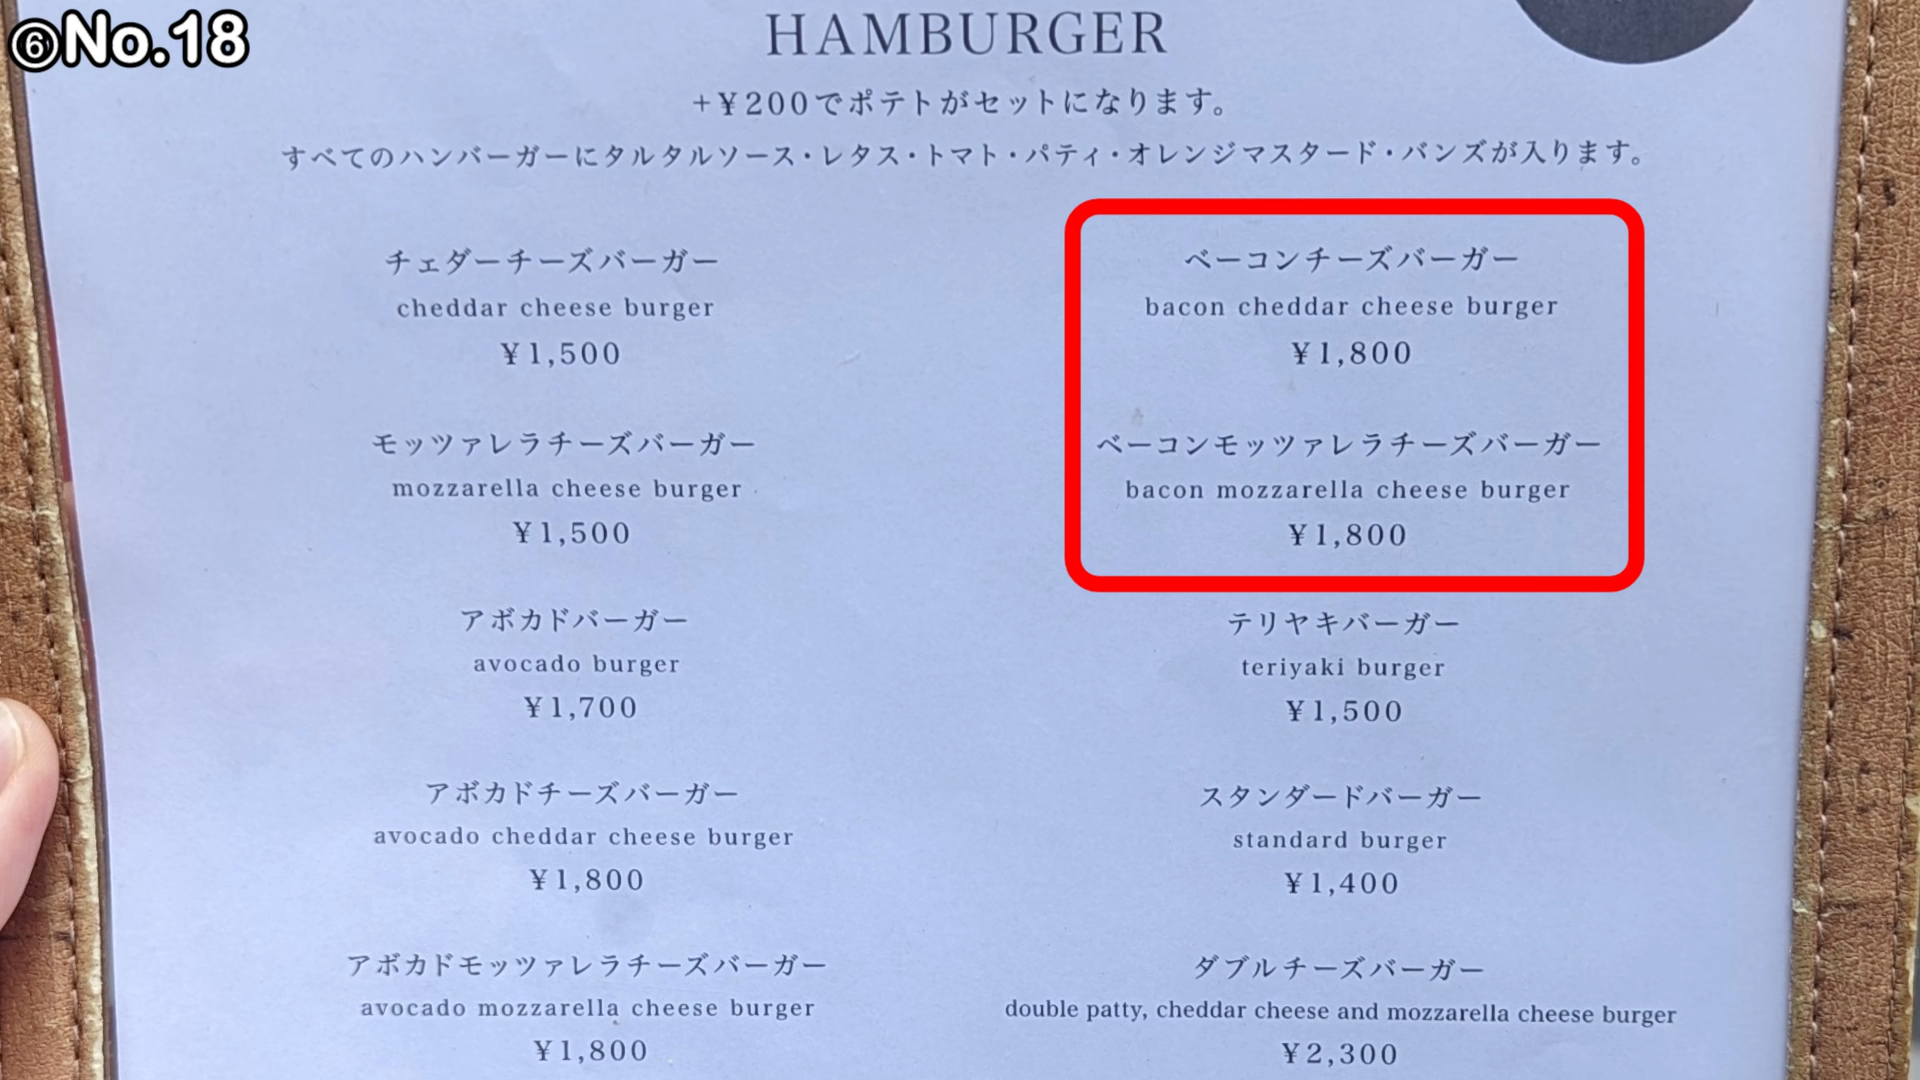 ⑥No.18
HAMBURGER
+¥200でポテトがセットになります。
すべてのハンバーガーにタルタルソース・レタス・トマト・パティ・オレンジマスタード・バンズが入ります。
チェダーチーズバーガー
cheddar cheese burger
¥1,500
モッツァレラチーズバーガー
mozzarella cheese burger
¥1,500
アボカドバーガー
avocado burger
¥1,700
アボカドチーズバーガー
avocado cheddar cheese burger
¥1,800
アボカドモッツァレラチーズバーガー
avocado mozzarella cheese burger
¥1,800
ベーコンチーズバーガー
bacon cheddar cheese burger
¥1,800
ベーコンモッツァレラチーズバーガー
bacon mozzarella cheese burger
¥1,800
テリヤキバーガー
teriyaki burger
¥1,500
スタンダードバーガー
standard burger
¥1,400
ダブルチーズバーガー
double patty, cheddar cheese and mozzarella cheese burger
¥2,300